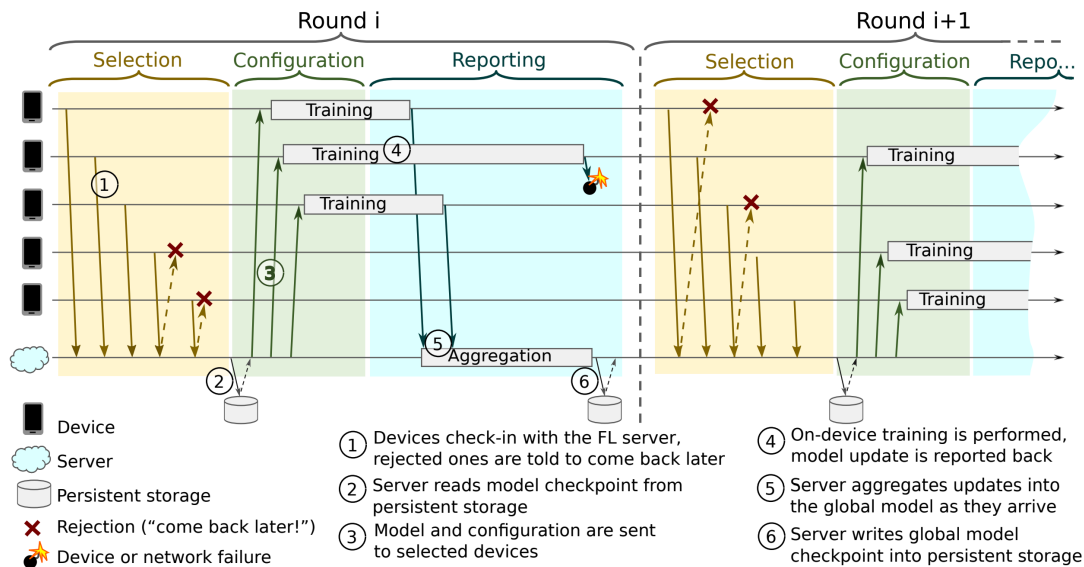 Round i
Round i+1
Selection
Configuration
Reporting
Selection
Configuration
Repo...
Training
Training
4
1
Training
Training
3
Training
Training
5
Aggregation
2
6
Device
Server
Persistent storage
Rejection (“come back later!”)
Device or network failure
1 Devices check-in with the FL server,
rejected ones are told to come back later
2 Server reads model checkpoint from
persistent storage
3 Model and configuration are sent
to selected devices
4 On-device training is performed,
model update is reported back
5 Server aggregates updates into
the global model as they arrive
6 Server writes global model
checkpoint into persistent storage